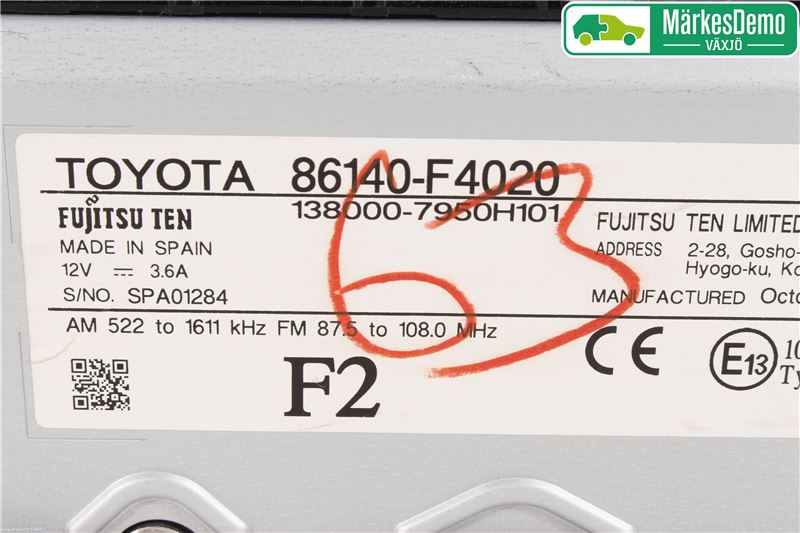 MärkesDemo
VÄXJÖ
TOYOTA 86140-F4020
FUJITSU TEN 138000-7950H101
MADE IN SPAIN
12V ⎓ 3.6A
S/NO. SPA01284
FUJITSU TEN LIMITED
ADDRESS 2-28, Gosho-
Hyogo-ku,
MANUFACTURED
AM 522 to 1611 kHz FM 87.5 to 108.0 MHz
F2
CE E13
63